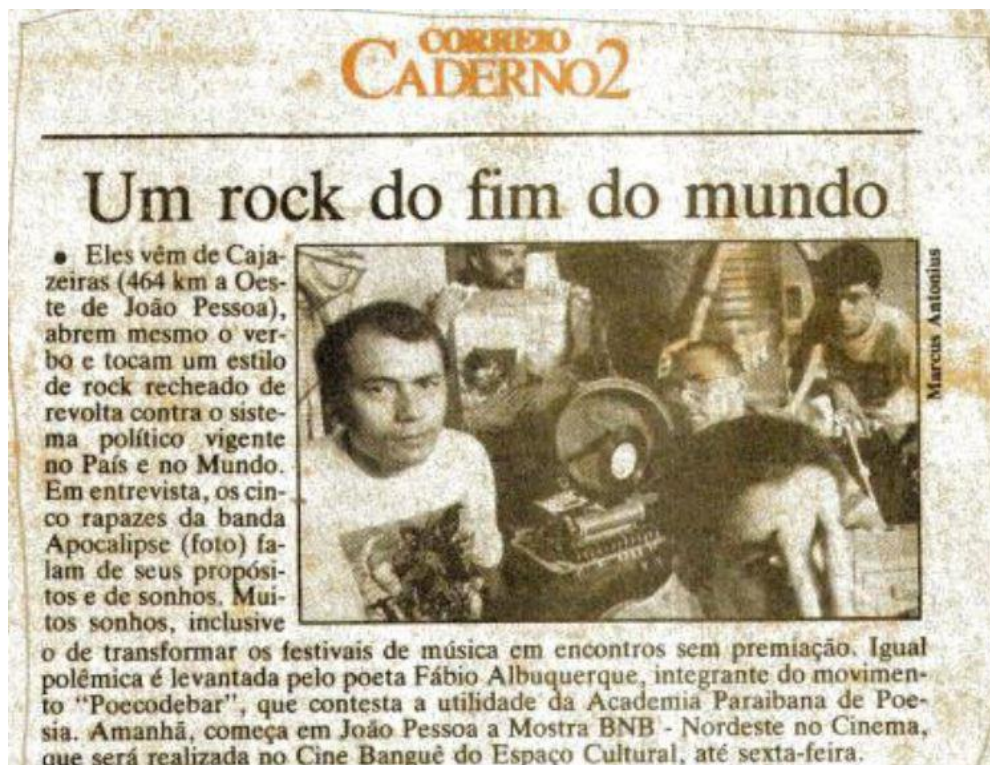 CORREIO
CADERNO2
Um rock do fim do mundo
● Eles vêm de Caja-
zeiras (464 km a Oes-
te de João Pessoa),
abrem mesmo o ver-
bo e tocam um estilo
de rock recheado de
revolta contra o siste-
ma político vigente
no País e no Mundo.
Em entrevista, os cin-
co rapazes da banda
Apocalipse (foto) fa-
lam de seus propósi-
tos e de sonhos. Mui-
tos sonhos, inclusive
o de transformar os festivais de música em encontros sem premiação. Igual
polêmica é levantada pelo poeta Fábio Albuquerque, integrante do movimen-
to "Poecodebar", que contesta a utilidade da Academia Paraibana de Poe-
sia. Amanhã, começa em João Pessoa a Mostra BNB - Nordeste no Cinema,
que será realizada no Cine Banguê do Espaço Cultural, até sexta-feira.
Marcus Antonius